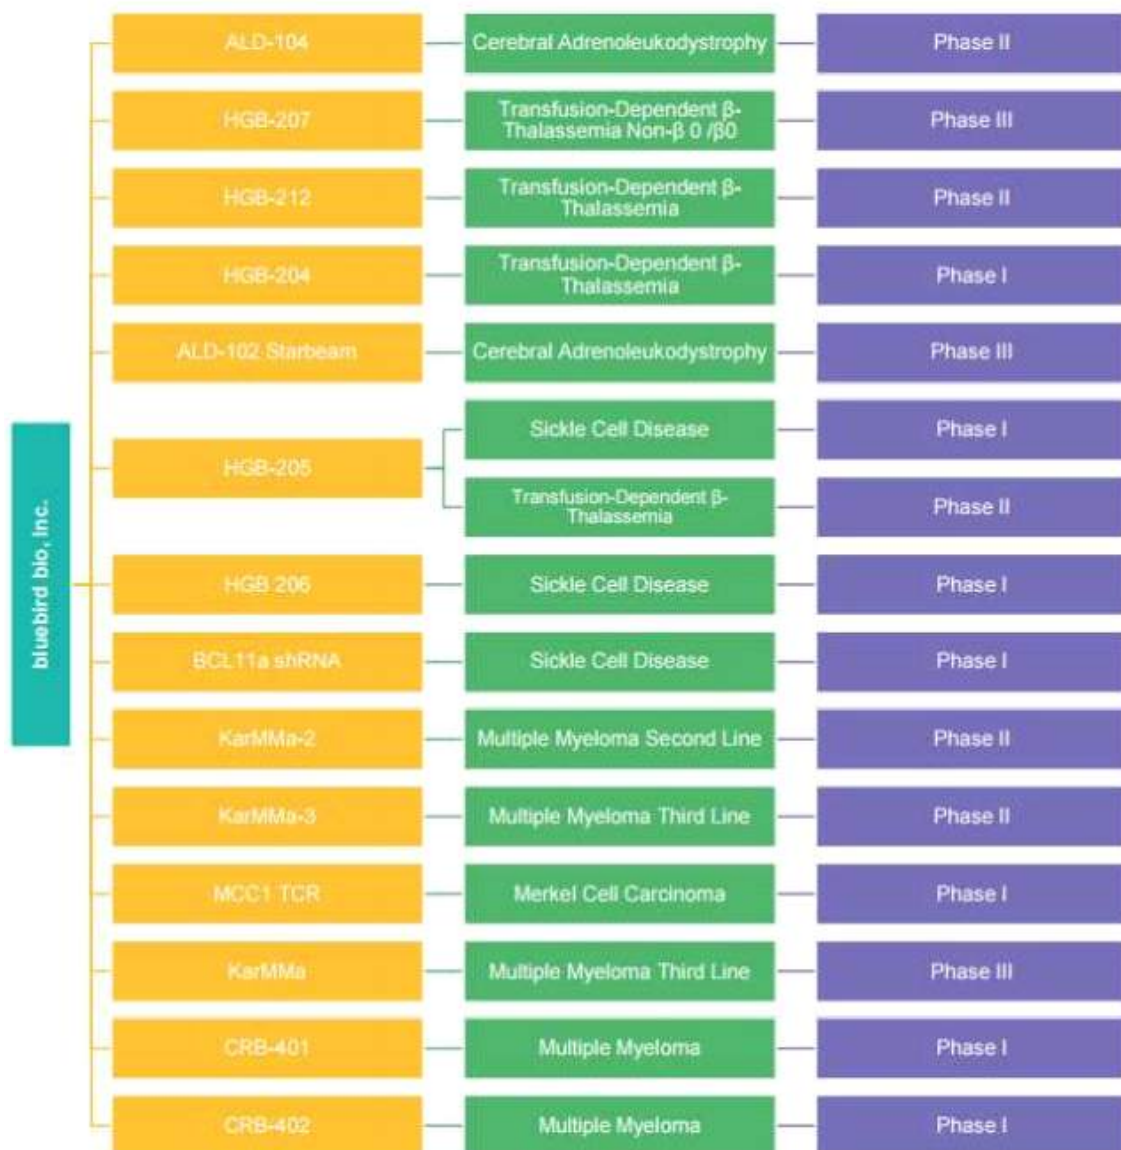 bluebird bio, Inc.
ALD-104
Cerebral Adrenoleukodystrophy
Phase II
HGB-207
Transfusion-Dependent β-
Thalassemia Non-β 0 /β0
Phase III
HGB-212
Transfusion-Dependent β-
Thalassemia
Phase II
HGB-204
Transfusion-Dependent β-
Thalassemia
Phase I
ALD-102 Starbeam
Cerebral Adrenoleukodystrophy
Phase III
HGB-205
Sickle Cell Disease
Phase I
Transfusion-Dependent β-
Thalassemia
Phase II
HGB 206
Sickle Cell Disease
Phase I
BCL11a shRNA
Sickle Cell Disease
Phase I
KarMMa-2
Multiple Myeloma Second Line
Phase II
KarMMa-3
Multiple Myeloma Third Line
Phase II
MCC1 TCR
Merkel Cell Carcinoma
Phase I
KarMMa
Multiple Myeloma Third Line
Phase III
CRB-401
Multiple Myeloma
Phase I
CRB-402
Multiple Myeloma
Phase I